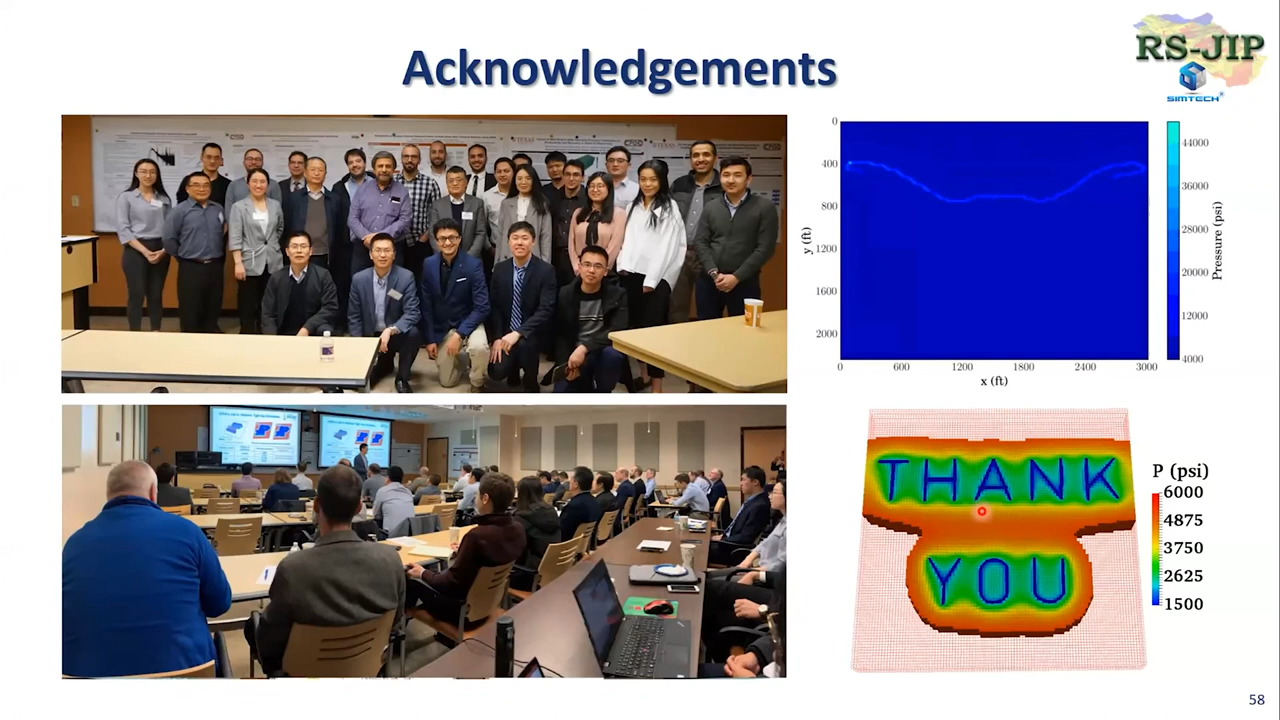 Acknowledgements
RS-JIP
SIMTECH
TEXAS
0
400
800
1200
1600
2000
y (ft)
0
600
1200
1800
2400
3000
x (ft)
44000
36000
28000
20000
12000
4000
Pressure (psi)
THANK
YOU
P (psi)
6000
4875
3750
2625
1500
58